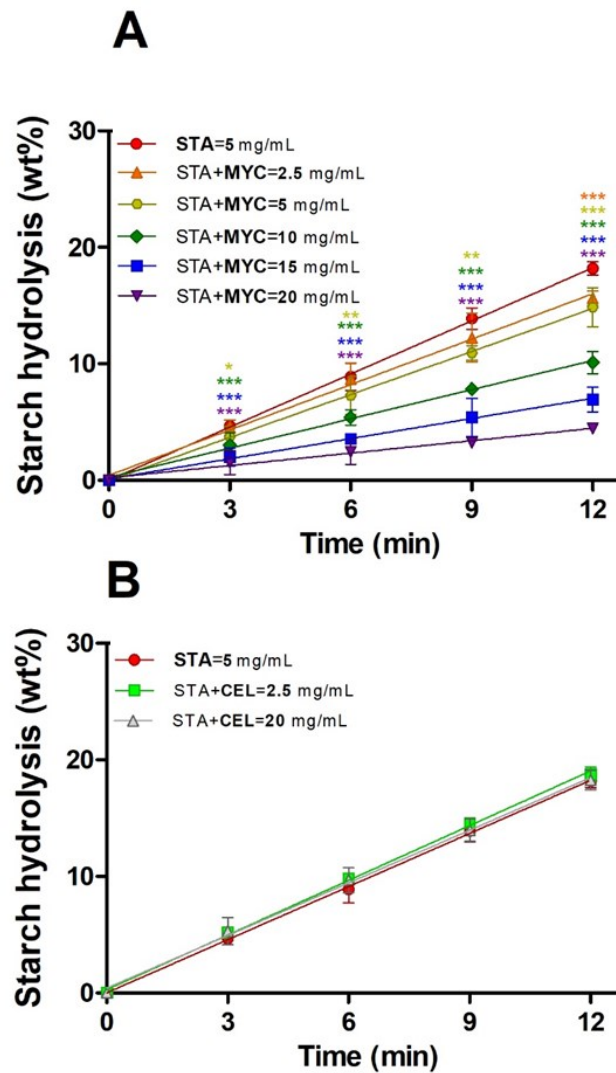 A
Starch hydrolysis (wt%)
30
20
10
0
STA=5 mg/mL
STA+MYC=2.5 mg/mL
STA+MYC=5 mg/mL
STA+MYC=10 mg/mL
STA+MYC=15 mg/mL
STA+MYC=20 mg/mL
*
***
***
***
**
***
***
***
**
***
***
***
***
***
***
***
***
0 3 6 9 12
Time (min)
B
Starch hydrolysis (wt%)
30
20
10
0
STA=5 mg/mL
STA+CEL=2.5 mg/mL
STA+CEL=20 mg/mL
0 3 6 9 12
Time (min)